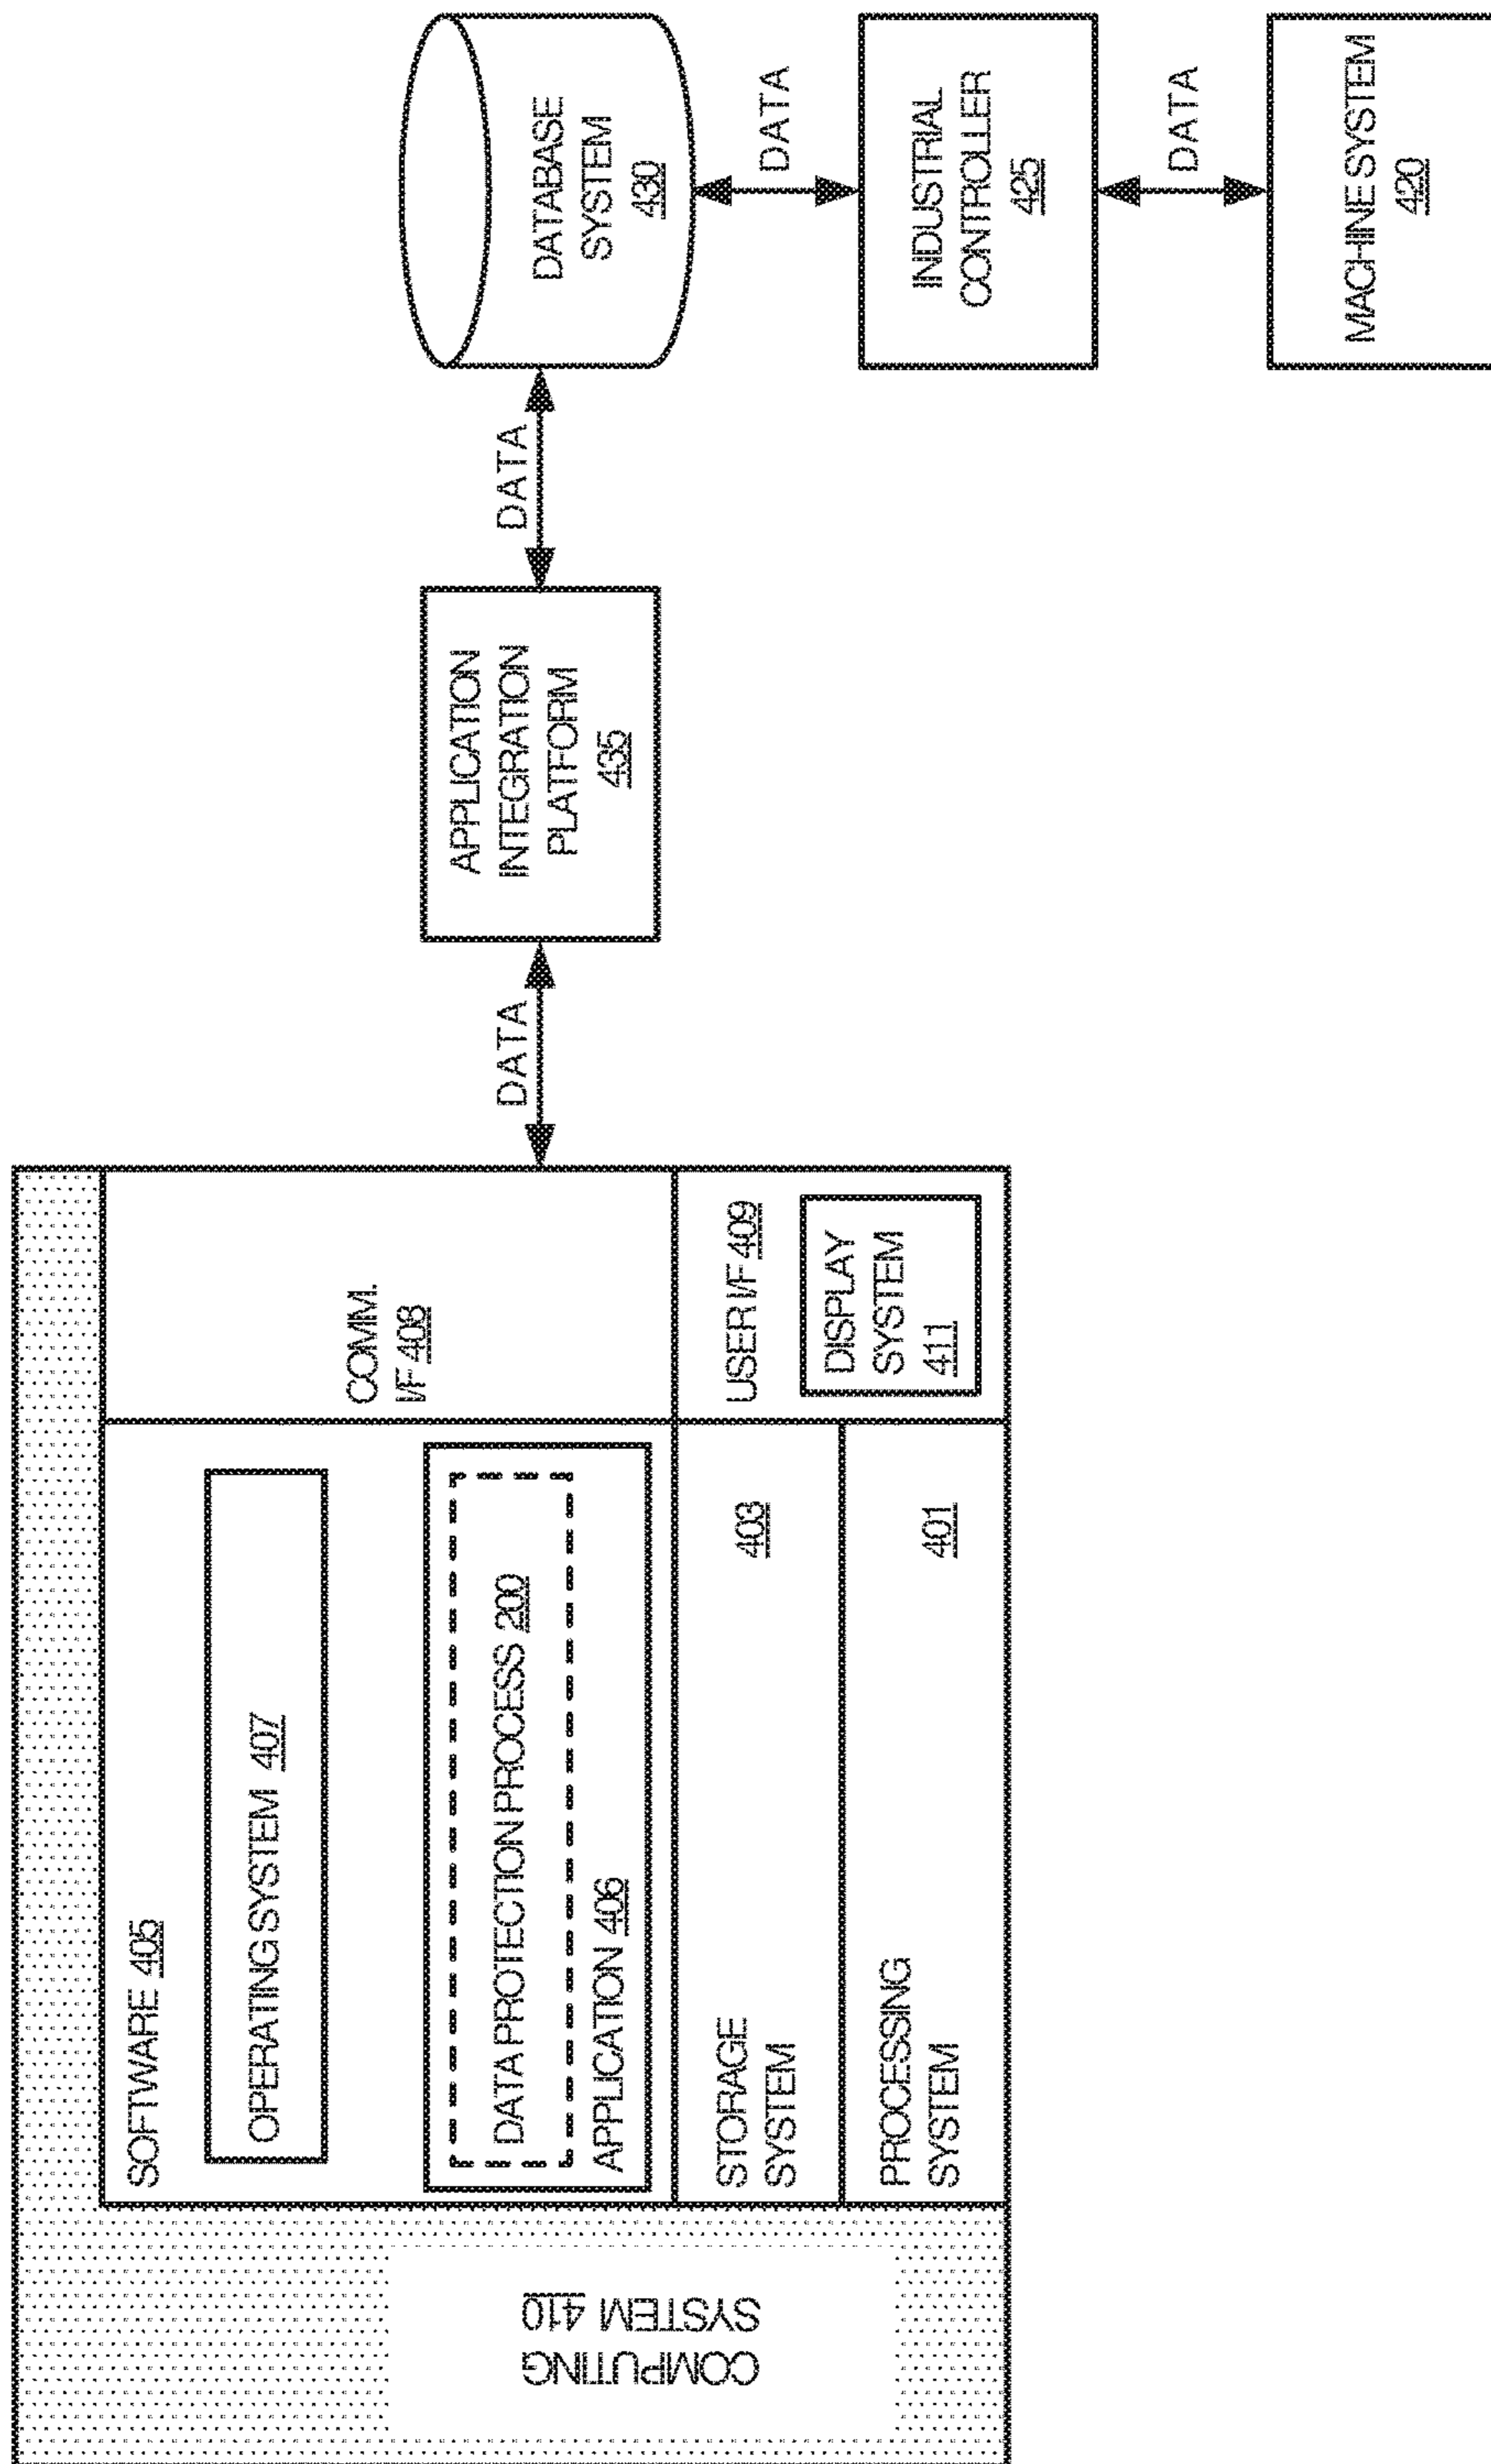 COMPUTING
SYSTEM 410
SOFTWARE 405
OPERATING SYSTEM 407
DATA PROTECTION PROCESS 200
APPLICATION 406
STORAGE
SYSTEM
403
PROCESSING
SYSTEM
401
COMM.
I/F 408
USER I/F 409
DISPLAY
SYSTEM
411
DATA
APPLICATION
INTEGRATION
PLATFORM
435
DATA
DATABASE
SYSTEM
430
DATA
INDUSTRIAL
CONTROLLER
425
DATA
MACHINE SYSTEM
420